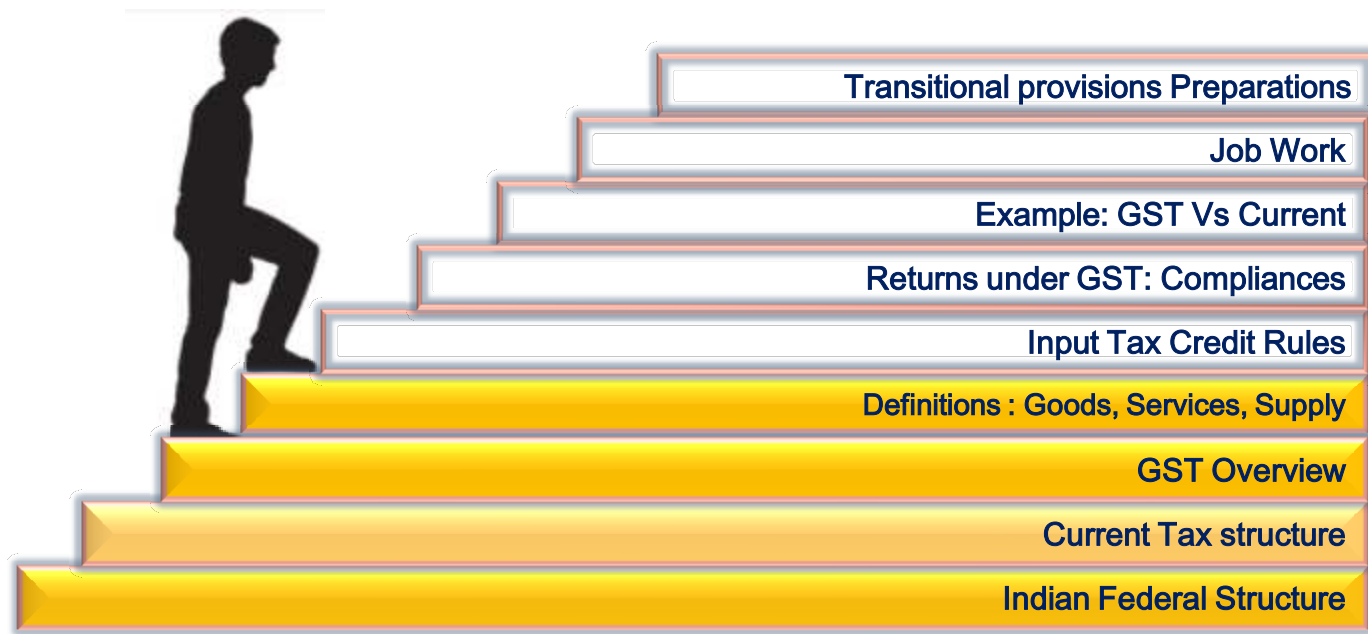 Transitional provisions Preparations
Job Work
Example: GST Vs Current
Returns under GST: Compliances
Input Tax Credit Rules
Definitions : Goods, Services, Supply
GST Overview
Current Tax structure
Indian Federal Structure